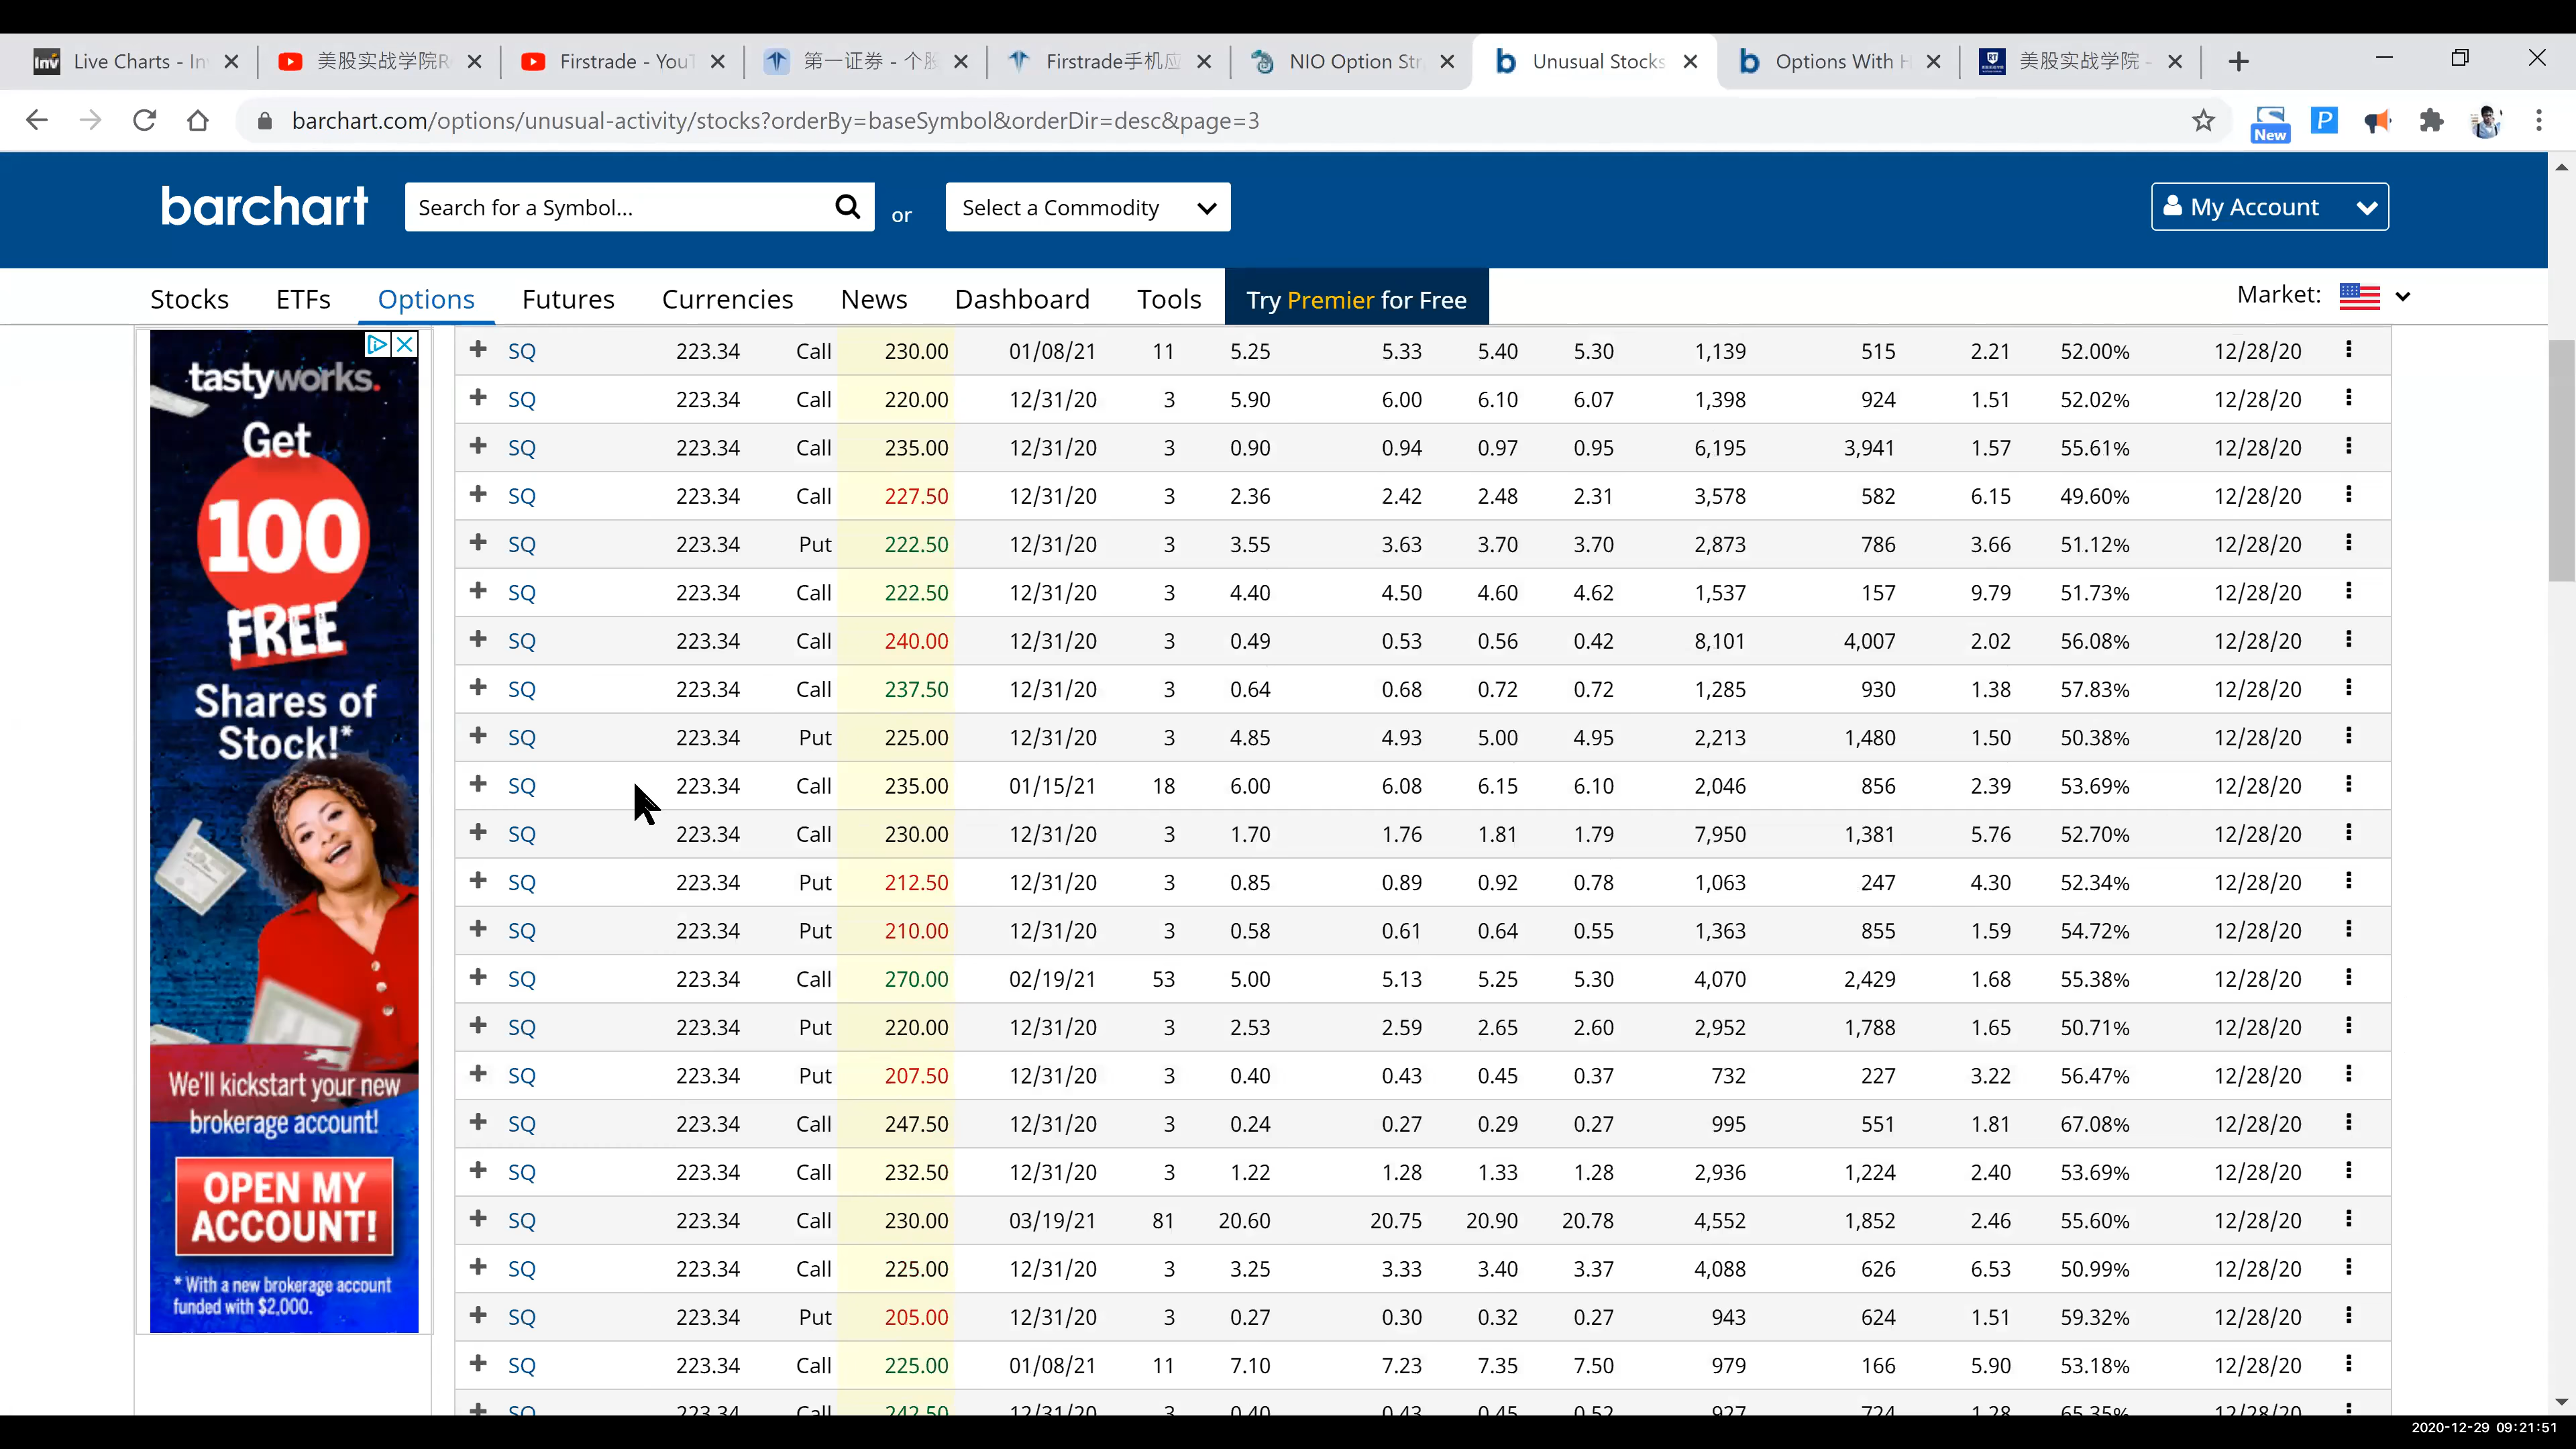 Live Charts - In
美股实战学院R
Firstrade - YouT
第一证券 - 个股
Firstrade手机应
NIO Option Str
Unusual Stocks
Options With H
美股实战学院 -
barchart.com/options/unusual-activity/stocks?orderBy=baseSymbol&orderDir=desc&page=3
New
barchart
Search for a Symbol...
or
Select a Commodity
My Account
Stocks ETFs Options Futures Currencies News Dashboard Tools Try Premier for Free
Market:
tastyworks.
Get
100
FREE
Shares of
Stock!*
We'll kickstart your new
brokerage account!
OPEN MY
ACCOUNT!
* With a new brokerage account
funded with $2,000.
SQ 223.34 Call 230.00 01/08/21 11 5.25 5.33 5.40 5.30 1,139 515 2.21 52.00% 12/28/20
SQ 223.34 Call 220.00 12/31/20 3 5.90 6.00 6.10 6.07 1,398 924 1.51 52.02% 12/28/20
SQ 223.34 Call 235.00 12/31/20 3 0.90 0.94 0.97 0.95 6,195 3,941 1.57 55.61% 12/28/20
SQ 223.34 Call 227.50 12/31/20 3 2.36 2.42 2.48 2.31 3,578 582 6.15 49.60% 12/28/20
SQ 223.34 Put 222.50 12/31/20 3 3.55 3.63 3.70 3.70 2,873 786 3.66 51.12% 12/28/20
SQ 223.34 Call 222.50 12/31/20 3 4.40 4.50 4.60 4.62 1,537 157 9.79 51.73% 12/28/20
SQ 223.34 Call 240.00 12/31/20 3 0.49 0.53 0.56 0.42 8,101 4,007 2.02 56.08% 12/28/20
SQ 223.34 Call 237.50 12/31/20 3 0.64 0.68 0.72 0.72 1,285 930 1.38 57.83% 12/28/20
SQ 223.34 Put 225.00 12/31/20 3 4.85 4.93 5.00 4.95 2,213 1,480 1.50 50.38% 12/28/20
SQ 223.34 Call 235.00 01/15/21 18 6.00 6.08 6.15 6.10 2,046 856 2.39 53.69% 12/28/20
SQ 223.34 Call 230.00 12/31/20 3 1.70 1.76 1.81 1.79 7,950 1,381 5.76 52.70% 12/28/20
SQ 223.34 Put 212.50 12/31/20 3 0.85 0.89 0.92 0.78 1,063 247 4.30 52.34% 12/28/20
SQ 223.34 Put 210.00 12/31/20 3 0.58 0.61 0.64 0.55 1,363 855 1.59 54.72% 12/28/20
SQ 223.34 Call 270.00 02/19/21 53 5.00 5.13 5.25 5.30 4,070 2,429 1.68 55.38% 12/28/20
SQ 223.34 Put 220.00 12/31/20 3 2.53 2.59 2.65 2.60 2,952 1,788 1.65 50.71% 12/28/20
SQ 223.34 Put 207.50 12/31/20 3 0.40 0.43 0.45 0.37 732 227 3.22 56.47% 12/28/20
SQ 223.34 Call 247.50 12/31/20 3 0.24 0.27 0.29 0.27 995 551 1.81 67.08% 12/28/20
SQ 223.34 Call 232.50 12/31/20 3 1.22 1.28 1.33 1.28 2,936 1,224 2.40 53.69% 12/28/20
SQ 223.34 Call 230.00 03/19/21 81 20.60 20.75 20.90 20.78 4,552 1,852 2.46 55.60% 12/28/20
SQ 223.34 Call 225.00 12/31/20 3 3.25 3.33 3.40 3.37 4,088 626 6.53 50.99% 12/28/20
SQ 223.34 Put 205.00 12/31/20 3 0.27 0.30 0.32 0.27 943 624 1.51 59.32% 12/28/20
SQ 223.34 Call 225.00 01/08/21 11 7.10 7.23 7.35 7.50 979 166 5.90 53.18% 12/28/20
SQ 223.34 Call 242.50 12/31/20 3 0.40 0.43 0.45 0.52 927 724 1.28 65.35% 12/28/20
2020-12-29 09:21:51